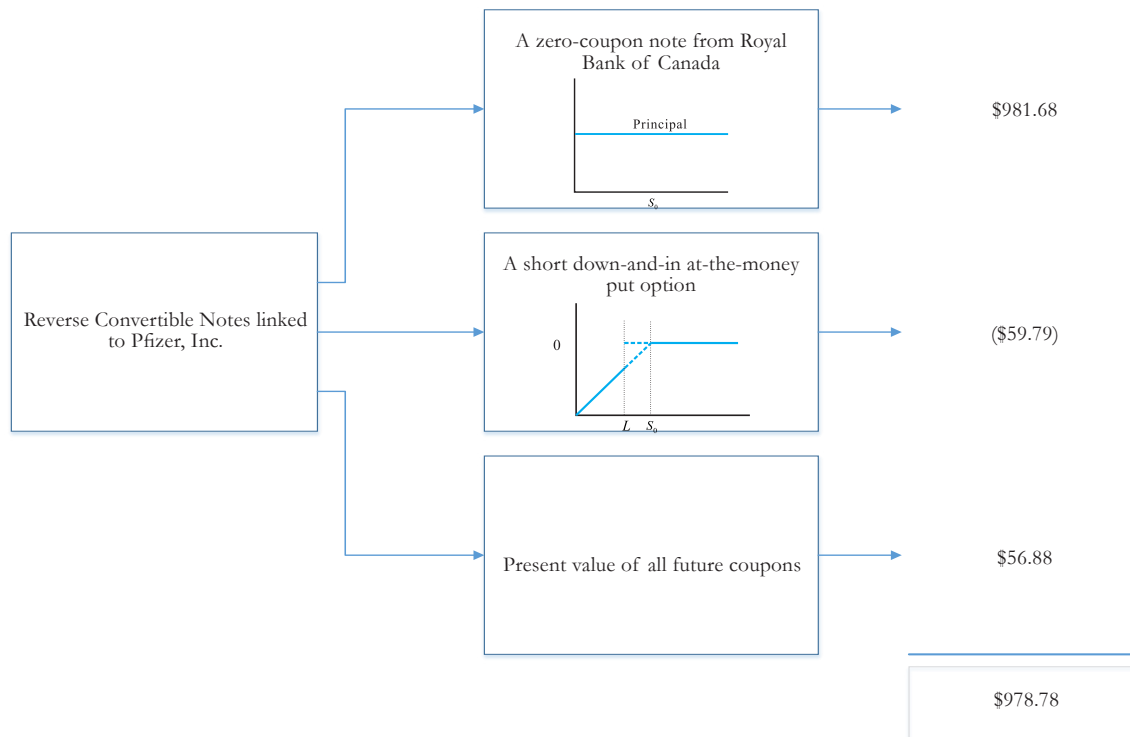 A zero-coupon note from Royal
Bank of Canada
Principal
S₀
$981.68
Reverse Convertible Notes linked
to Pfizer, Inc.
A short down-and-in at-the-money
put option
0
L S₀
($59.79)
Present value of all future coupons
$56.88
$978.78